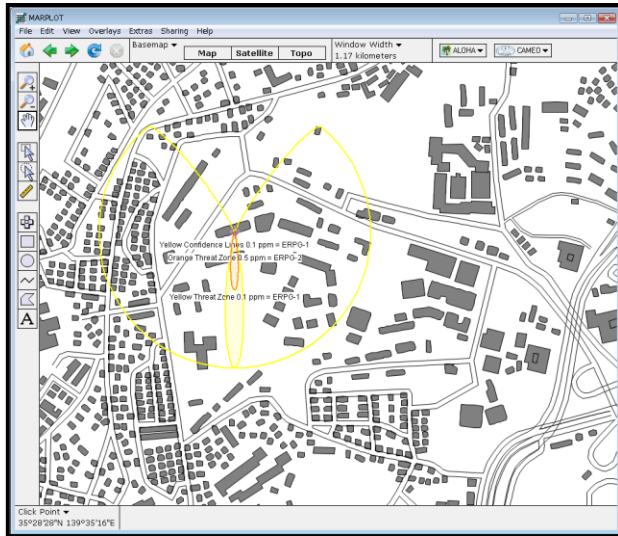 MARPLOT
File Edit View Overlays Extras Sharing Help
Basemap
Map Satellite Topo
Window Width
1.17 kilometers
ALOHA
CAMEO
Yellow Confidence Lines 0.1 ppm = ERPG-1
Orange Threat Zone 0.5 ppm = ERPG-2
Yellow Threat Zone 0.1 ppm = ERPG-1
A
Click Point
35°28'28"N 139°35'16"E